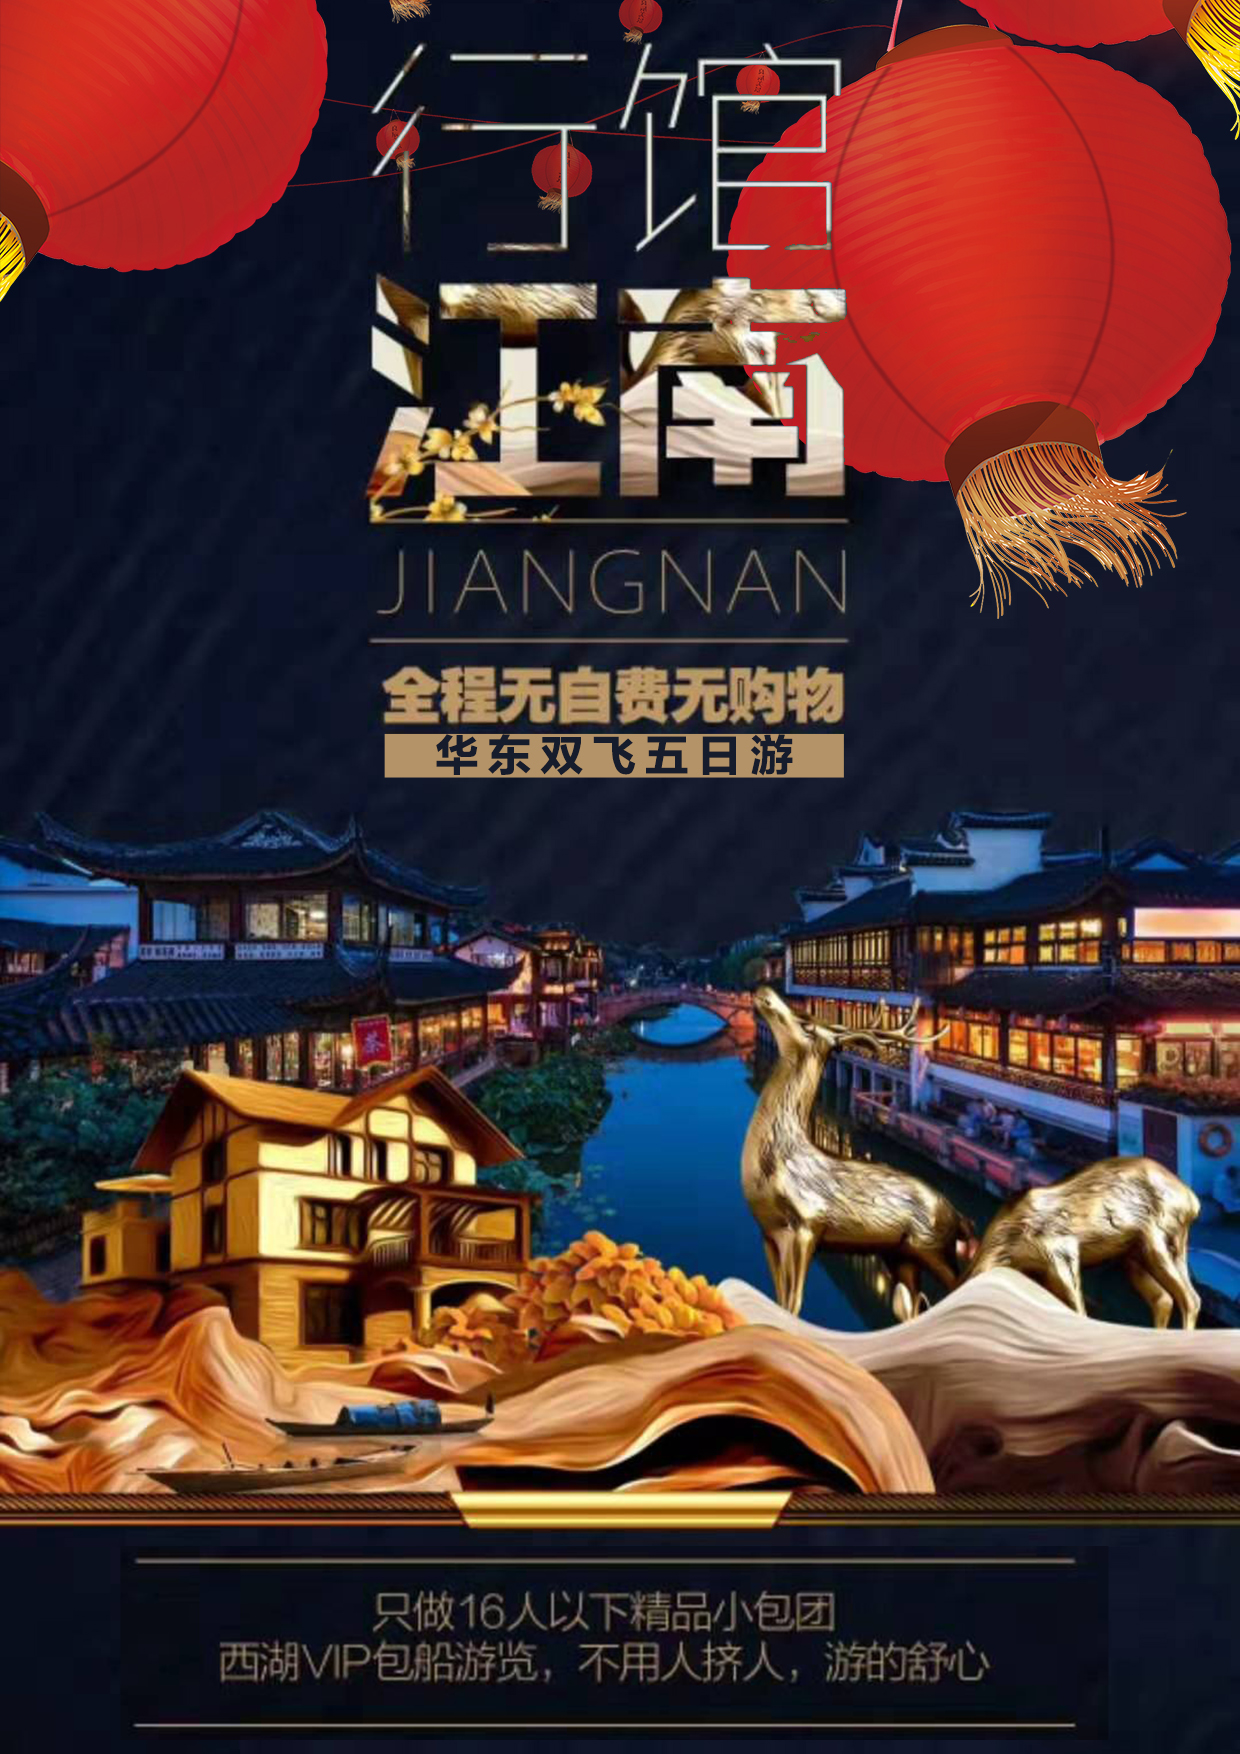 行馆
江南
JIANGNAN
全程无自费无购物
华东双飞五日游
茶
只做16人以下精品小包团
西湖VIP包船游览，不用人挤人，游的舒心